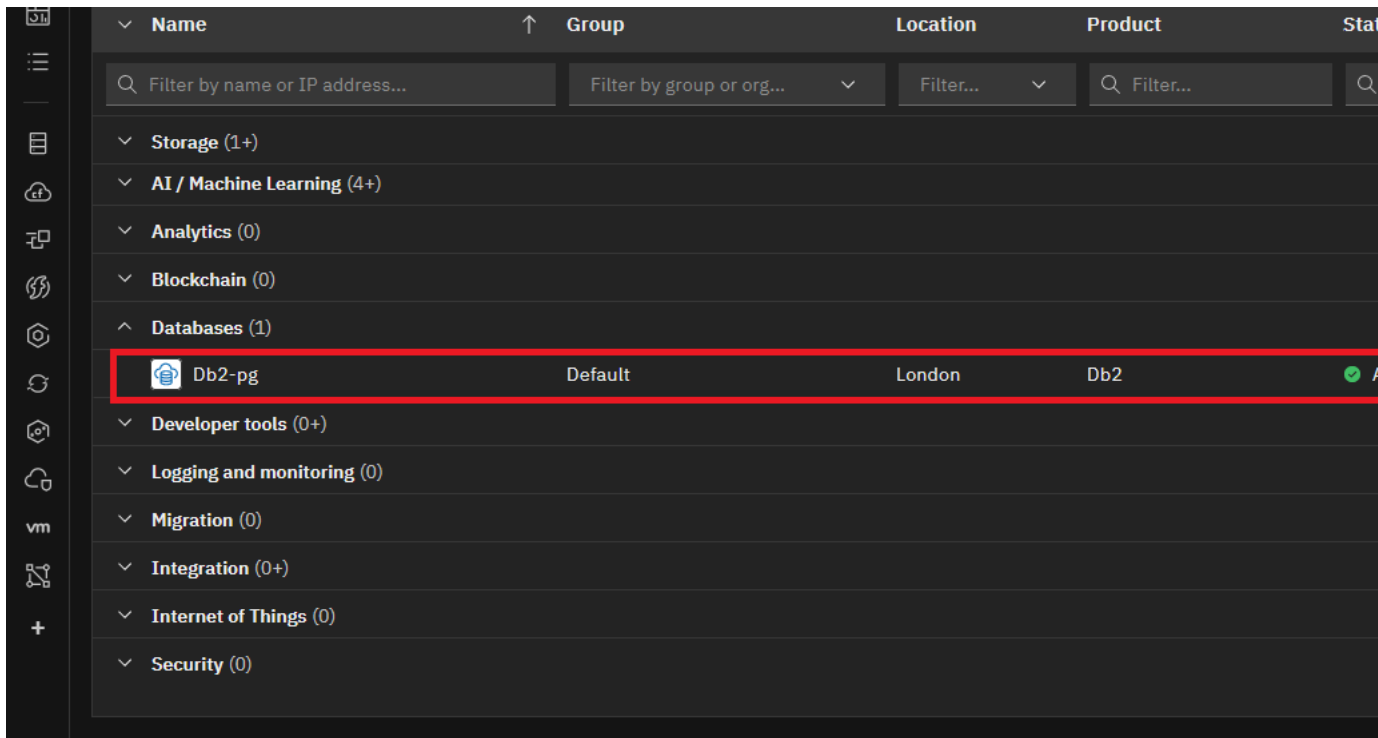 Name Group Location Product Stat
Filter by name or IP address... Filter by group or org... Filter... Filter...
Storage (1+)
AI / Machine Learning (4+)
Analytics (0)
Blockchain (0)
Databases (1)
Db2-pg Default London Db2 A
Developer tools (0+)
Logging and monitoring (0)
Migration (0)
Integration (0+)
Internet of Things (0)
Security (0)
cf
vm